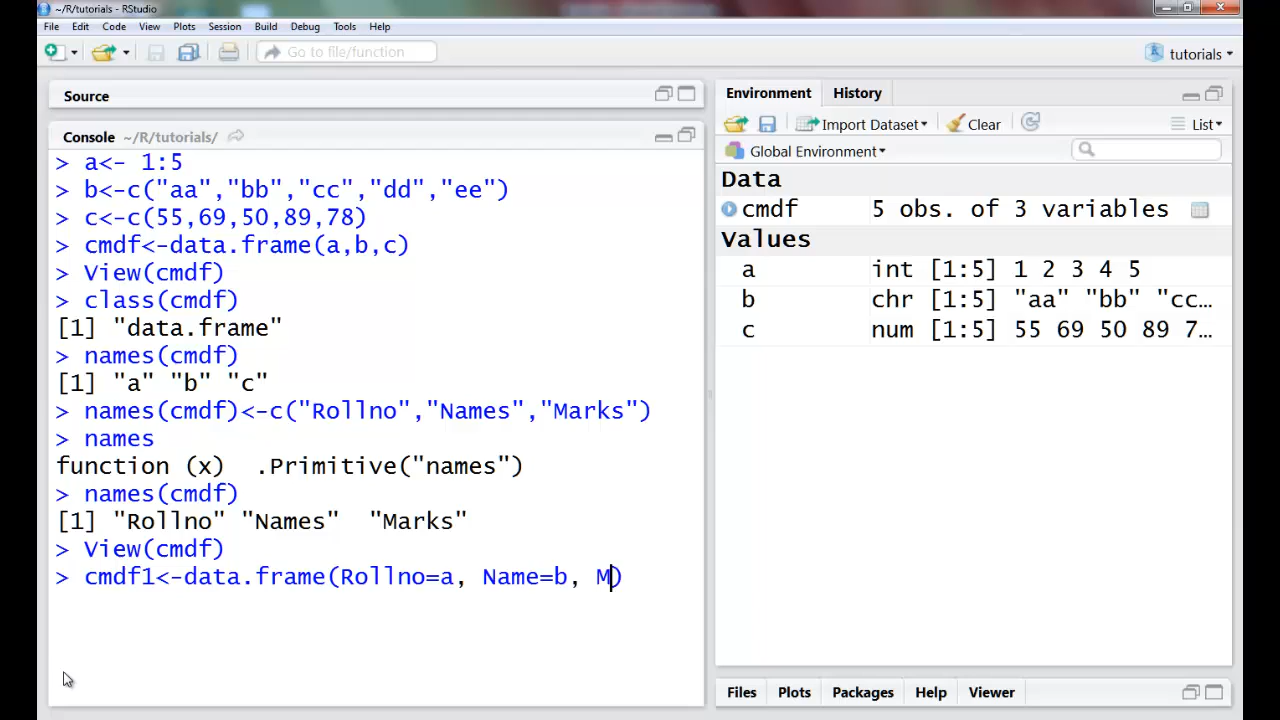 ~/R/tutorials - RStudio
File Edit Code View Plots Session Build Debug Tools Help
Go to file/function
tutorials
Source
Console ~/R/tutorials/
> a<- 1:5
> b<-c("aa","bb","cc","dd","ee")
> c<-c(55,69,50,89,78)
> cmdf<-data.frame(a,b,c)
> View(cmdf)
> class(cmdf)
[1] "data.frame"
> names(cmdf)
[1] "a" "b" "c"
> names(cmdf)<-c("Rollno","Names","Marks")
> names
function (x)  .Primitive("names")
> names(cmdf)
[1] "Rollno" "Names"  "Marks"
> View(cmdf)
> cmdf1<-data.frame(Rollno=a, Name=b, M)
Environment History
Import Dataset Clear List
Global Environment
Data
cmdf 5 obs. of 3 variables
Values
a int [1:5] 1 2 3 4 5
b chr [1:5] "aa" "bb" "cc…
c num [1:5] 55 69 50 89 7…
Files Plots Packages Help Viewer